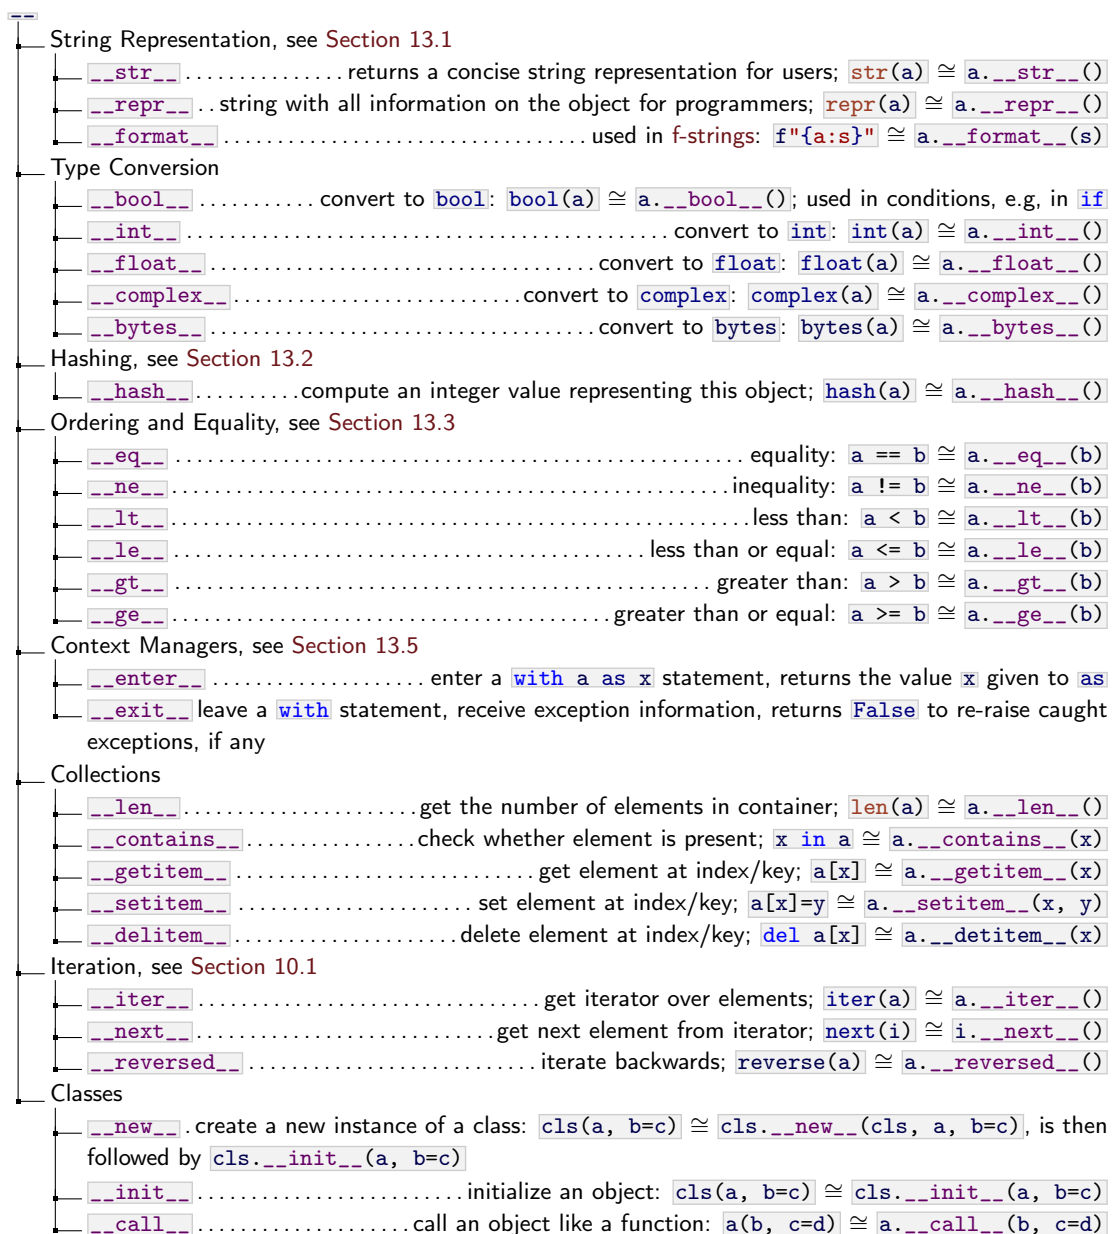 --
String Representation, see Section 13.1
__str__ ............... returns a concise string representation for users; str(a) ≅ a.__str__()
__repr__ .. string with all information on the object for programmers; repr(a) ≅ a.__repr__()
__format__ .................................. used in f-strings: f"{a:s}" ≅ a.__format__(s)
Type Conversion
__bool__ ........... convert to bool: bool(a) ≅ a.__bool__(); used in conditions, e.g, in if
__int__ ............................................. convert to int: int(a) ≅ a.__int__()
__float__ .................................... convert to float: float(a) ≅ a.__float__()
__complex__ ........................... convert to complex: complex(a) ≅ a.__complex__()
__bytes__ .................................... convert to bytes: bytes(a) ≅ a.__bytes__()
Hashing, see Section 13.2
__hash__ .......... compute an integer value representing this object; hash(a) ≅ a.__hash__()
Ordering and Equality, see Section 13.3
__eq__ ..................................................... equality: a == b ≅ a.__eq__(b)
__ne__ .................................................... inequality: a != b ≅ a.__ne__(b)
__lt__ ...................................................... less than: a < b ≅ a.__lt__(b)
__le__ ............................................ less than or equal: a <= b ≅ a.__le__(b)
__gt__ .................................................. greater than: a > b ≅ a.__gt__(b)
__ge__ ......................................... greater than or equal: a >= b ≅ a.__ge__(b)
Context Managers, see Section 13.5
__enter__ .................... enter a with a as x statement, returns the value x given to as
__exit__ leave a with statement, receive exception information, returns False to re-raise caught
exceptions, if any
Collections
__len__ ...................... get the number of elements in container; len(a) ≅ a.__len__()
__contains__ ................ check whether element is present; x in a ≅ a.__contains__(x)
__getitem__ ............................ get element at index/key; a[x] ≅ a.__getitem__(x)
__setitem__ ....................... set element at index/key; a[x]=y ≅ a.__setitem__(x, y)
__delitem__ ....................... delete element at index/key; del a[x] ≅ a.__detitem__(x)
Iteration, see Section 10.1
__iter__ ................................ get iterator over elements; iter(a) ≅ a.__iter__()
__next__ ............................. get next element from iterator; next(i) ≅ i.__next__()
__reversed__ ........................... iterate backwards; reverse(a) ≅ a.__reversed__()
Classes
__new__ . create a new instance of a class: cls(a, b=c) ≅ cls.__new__(cls, a, b=c), is then
followed by cls.__init__(a, b=c)
__init__ ......................... initialize an object: cls(a, b=c) ≅ cls.__init__(a, b=c)
__call__ ..................... call an object like a function: a(b, c=d) ≅ a.__call__(b, c=d)